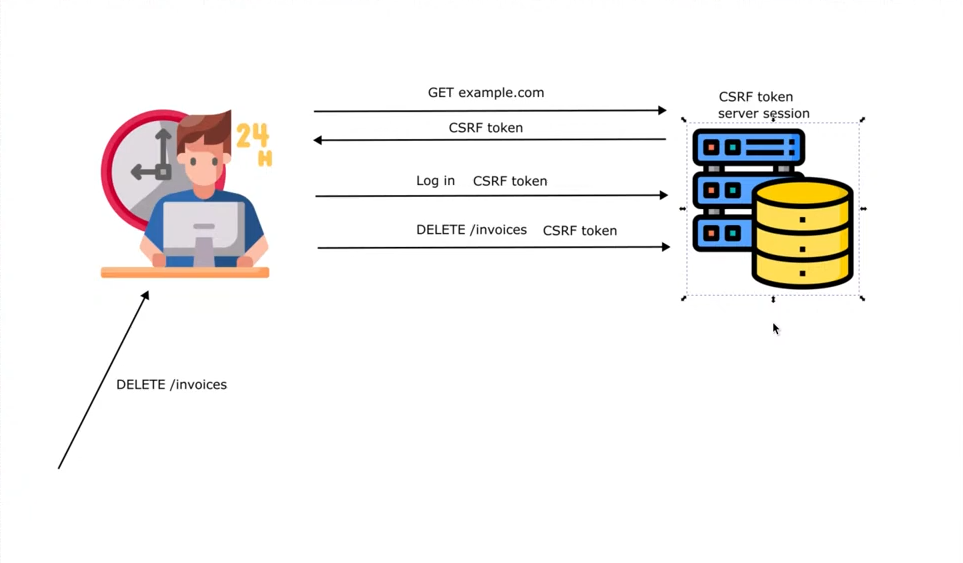 GET example.com
CSRF token
server session
CSRF token
24
H
Log in CSRF token
DELETE /invoices CSRF token
DELETE /invoices